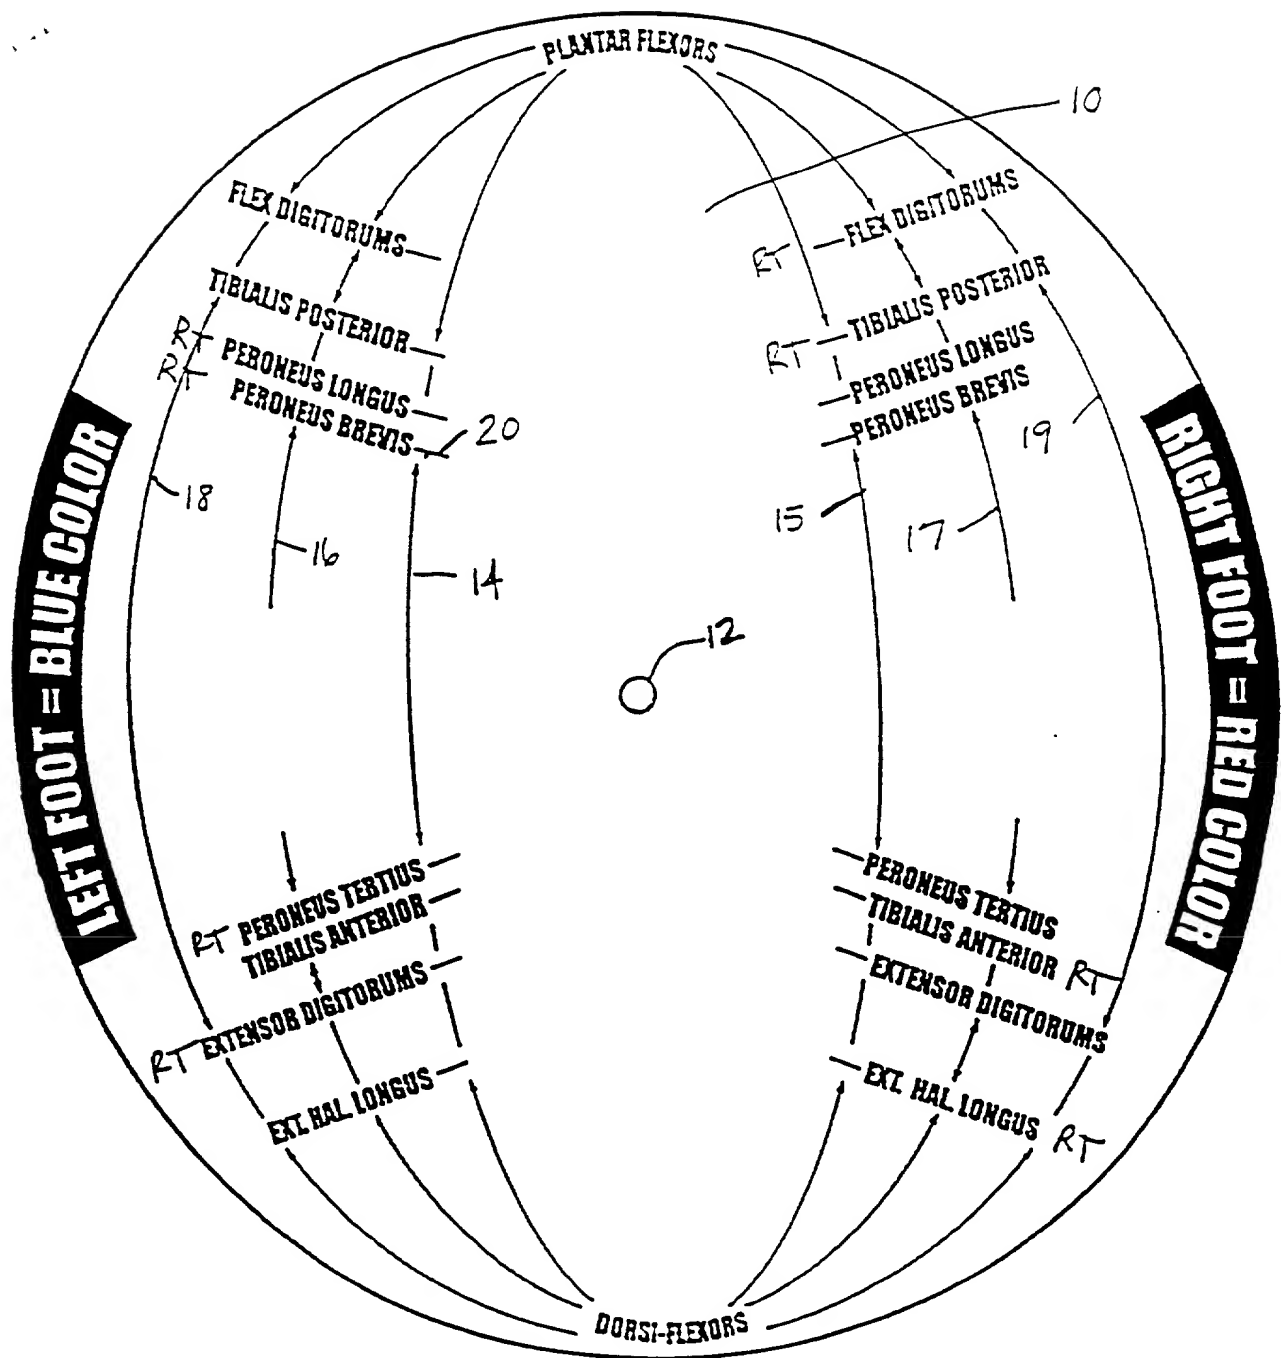 PLANTAR FLEXORS
10
FLEX DIGITORUMS
RT FLEX DIGITORUMS
TIBIALIS POSTERIOR
RT TIBIALIS POSTERIOR
RT PERONEUS LONGUS
RT PERONEUS BREVIS
PERONEUS LONGUS
PERONEUS BREVIS
20
18
16
14
15
17
19
12
LEFT FOOT = BLUE COLOR
RIGHT FOOT = RED COLOR
RT PERONEUS TERTIUS
TIBIALIS ANTERIOR
RT EXTENSOR DIGITORUMS
EXT. HAL LONGUS
PERONEUS TERTIUS
TIBIALIS ANTERIOR RT
EXTENSOR DIGITORUMS
EXT. HAL LONGUS RT
DORSI-FLEXORS